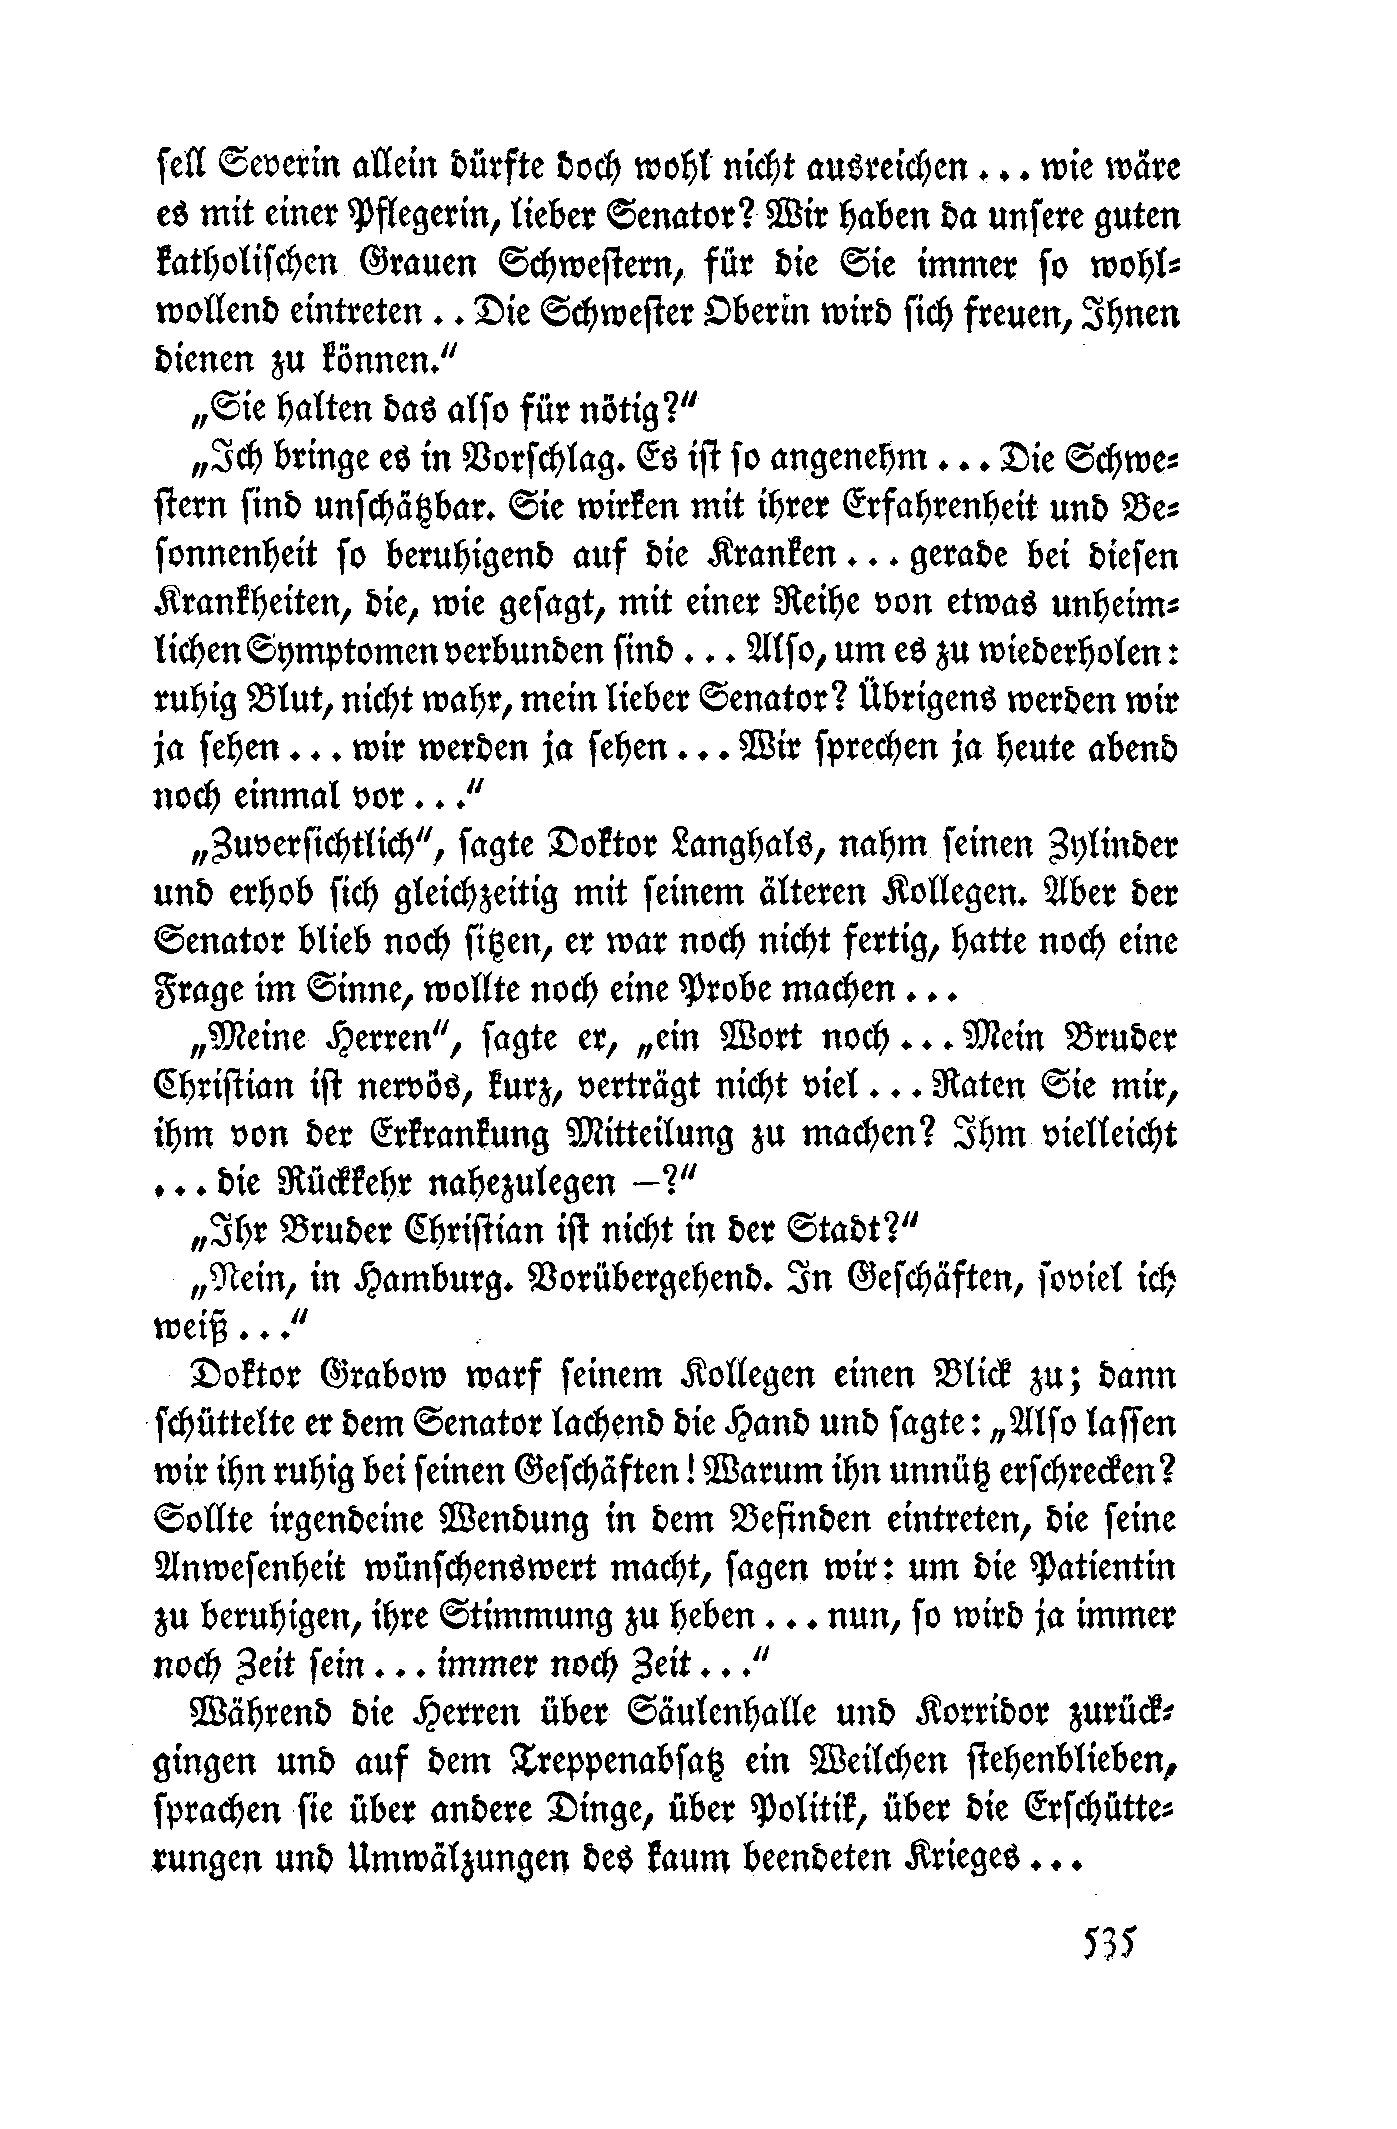 sell Severin allein dürfte doch wohl nicht ausreichen... wie wäre
es mit einer Pflegerin, lieber Senator? Wir haben da unsere guten
katholischen Grauen Schwestern, für die Sie immer so wohl-
wollend eintreten.. Die Schwester Oberin wird sich freuen, Ihnen
dienen zu können."
„Sie halten das also für nötig?"
„Ich bringe es in Vorschlag. Es ist so angenehm... Die Schwe-
stern sind unschätzbar. Sie wirken mit ihrer Erfahrenheit und Be-
sonnenheit so beruhigend auf die Kranken... gerade bei diesen
Krankheiten, die, wie gesagt, mit einer Reihe von etwas unheim-
lichen Symptomen verbunden sind... Also, um es zu wiederholen:
ruhig Blut, nicht wahr, mein lieber Senator? Übrigens werden wir
ja sehen... wir werden ja sehen... Wir sprechen ja heute abend
noch einmal vor..."
„Zuversichtlich", sagte Doktor Langhals, nahm seinen Zylinder
und erhob sich gleichzeitig mit seinem älteren Kollegen. Aber der
Senator blieb noch sitzen, er war noch nicht fertig, hatte noch eine
Frage im Sinne, wollte noch eine Probe machen...
„Meine Herren", sagte er, „ein Wort noch... Mein Bruder
Christian ist nervös, kurz, verträgt nicht viel... Raten Sie mir,
ihm von der Erkrankung Mitteilung zu machen? Ihm vielleicht
... die Rückkehr nahezulegen —?"
„Ihr Bruder Christian ist nicht in der Stadt?"
„Nein, in Hamburg. Vorübergehend. In Geschäften, soviel ich
weiß..."
Doktor Grabow warf seinem Kollegen einen Blick zu; dann
schüttelte er dem Senator lachend die Hand und sagte: „Also lassen
wir ihn ruhig bei seinen Geschäften! Warum ihn unnütz erschrecken?
Sollte irgendeine Wendung in dem Befinden eintreten, die seine
Anwesenheit wünschenswert macht, sagen wir: um die Patientin
zu beruhigen, ihre Stimmung zu heben... nun, so wird ja immer
noch Zeit sein... immer noch Zeit..."
Während die Herren über Säulenhalle und Korridor zurück-
gingen und auf dem Treppenabsatz ein Weilchen stehenblieben,
sprachen sie über andere Dinge, über Politik, über die Erschütte-
rungen und Umwälzungen des kaum beendeten Krieges...
535